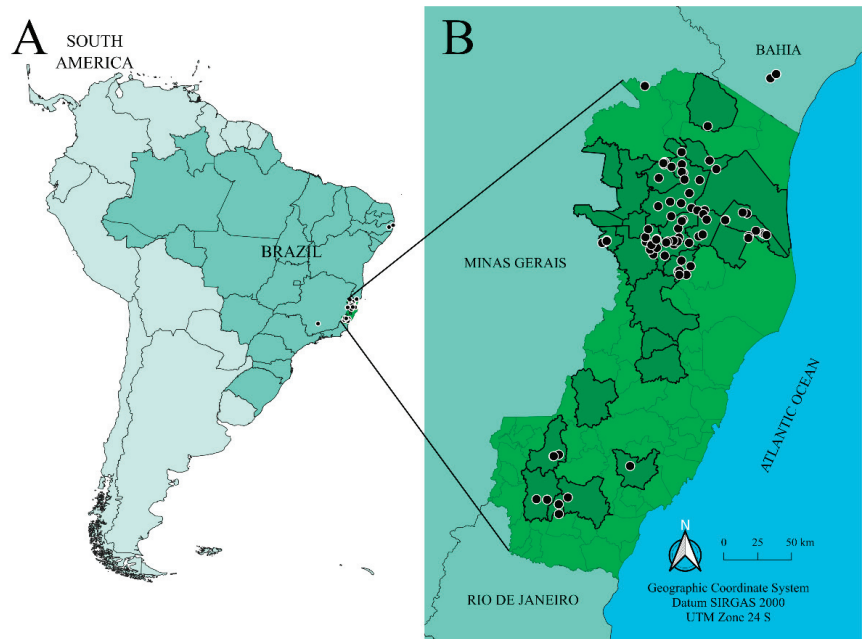 A
SOUTH
AMERICA
BRAZIL
B
BAHIA
MINAS GERAIS
ATLANTIC OCEAN
RIO DE JANEIRO
N
0 25 50 km
Geographic Coordinate System
Datum SIRGAS 2000
UTM Zone 24 S